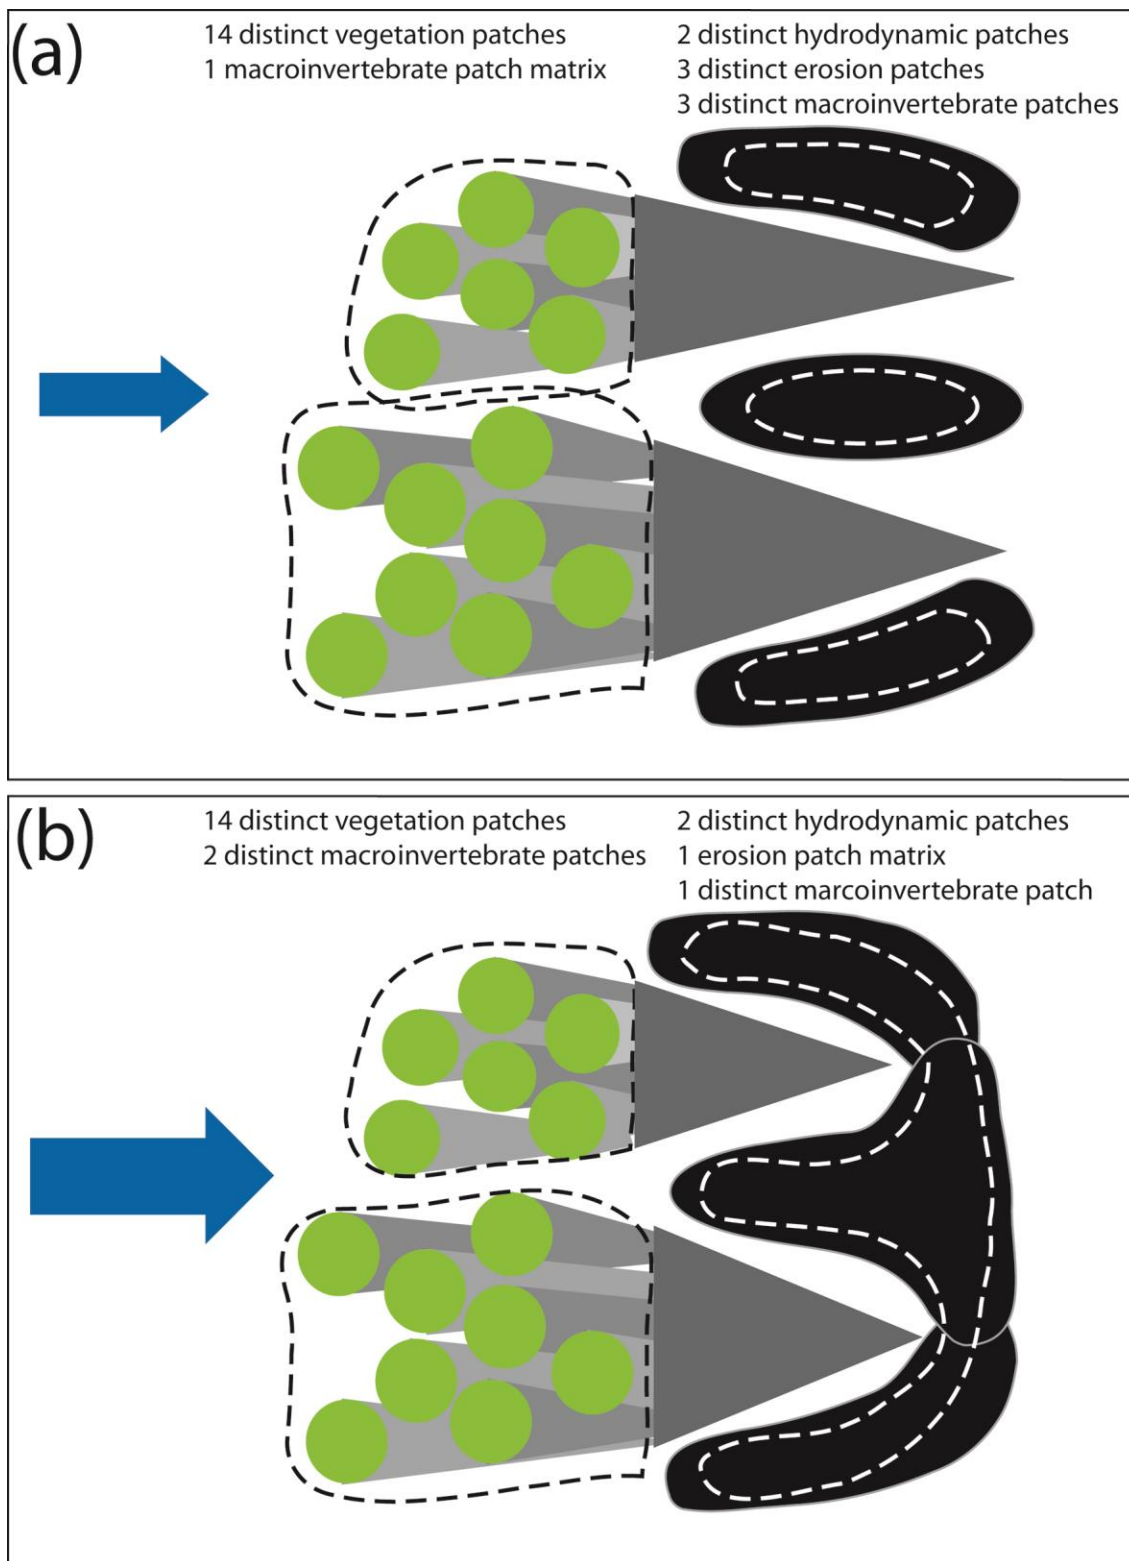 (a)
14 distinct vegetation patches
1 macroinvertebrate patch matrix
2 distinct hydrodynamic patches
3 distinct erosion patches
3 distinct macroinvertebrate patches
(b)
14 distinct vegetation patches
2 distinct macroinvertebrate patches
2 distinct hydrodynamic patches
1 erosion patch matrix
1 distinct marcoinvertebrate patch